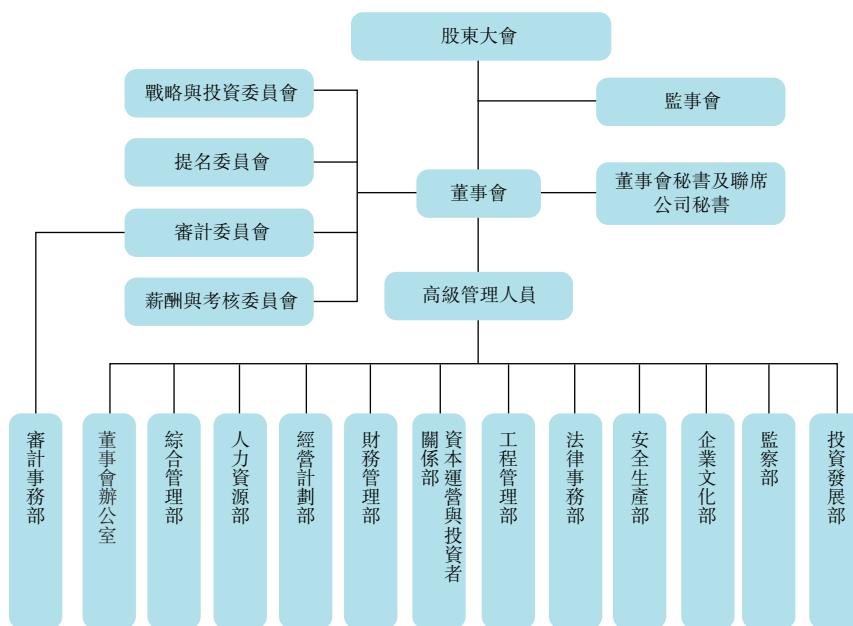 股東大會
戰略與投資委員會
監事會
提名委員會
董事會
董事會秘書及聯席
公司秘書
審計委員會
高級管理人員
薪酬與考核委員會
審計事務部
董事會辦公室
綜合管理部
人力資源部
經營計劃部
財務管理部
資本運營與投資者
關係部
工程管理部
法律事務部
安全生產部
企業文化部
監察部
投資發展部